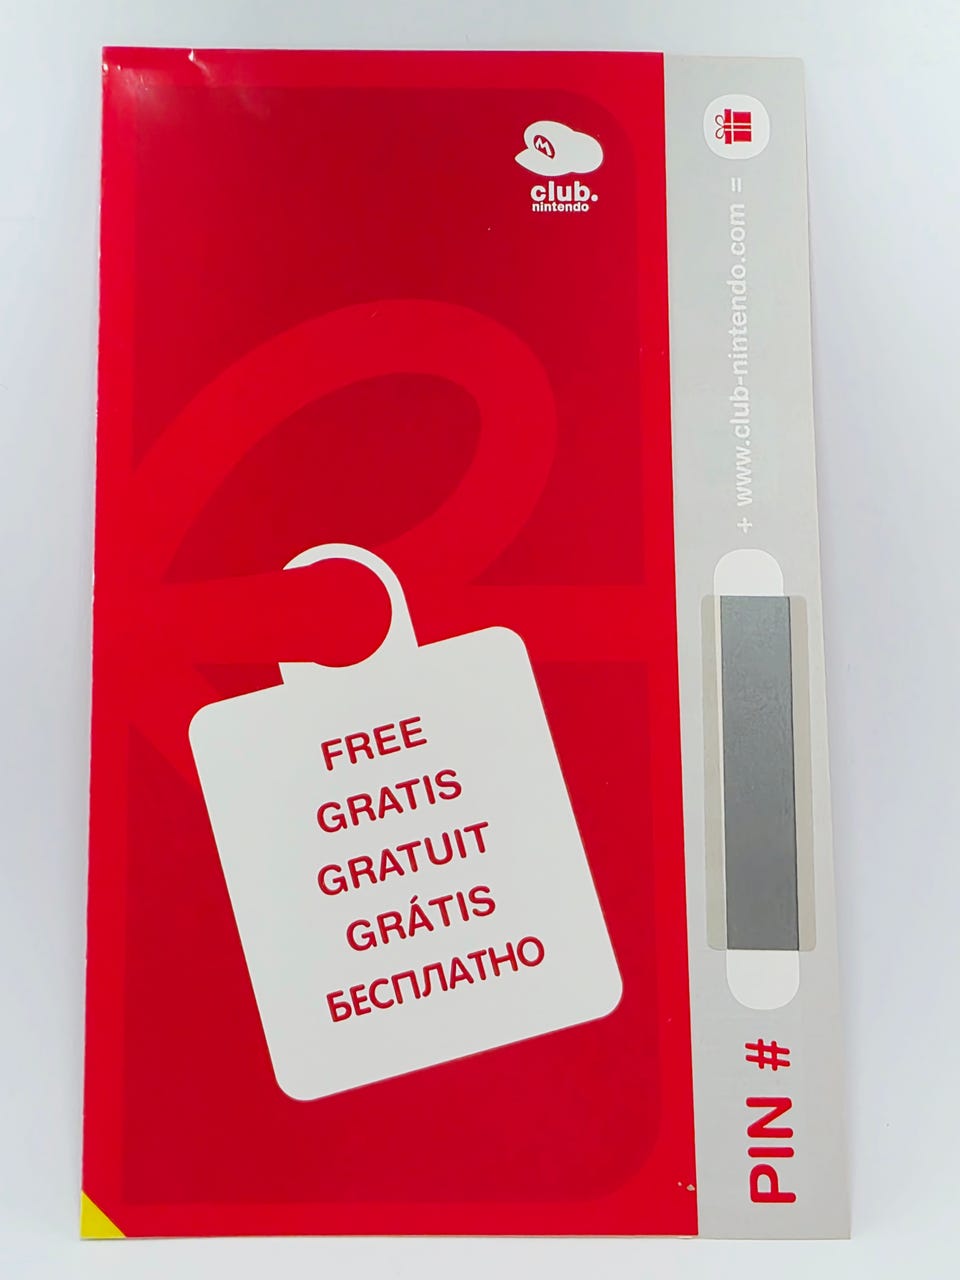 M
club.
nintendo
FREE
GRATIS
GRATUIT
GRÁTIS
БЕСПЛАТНО
PIN #
+ www.club-nintendo.com =